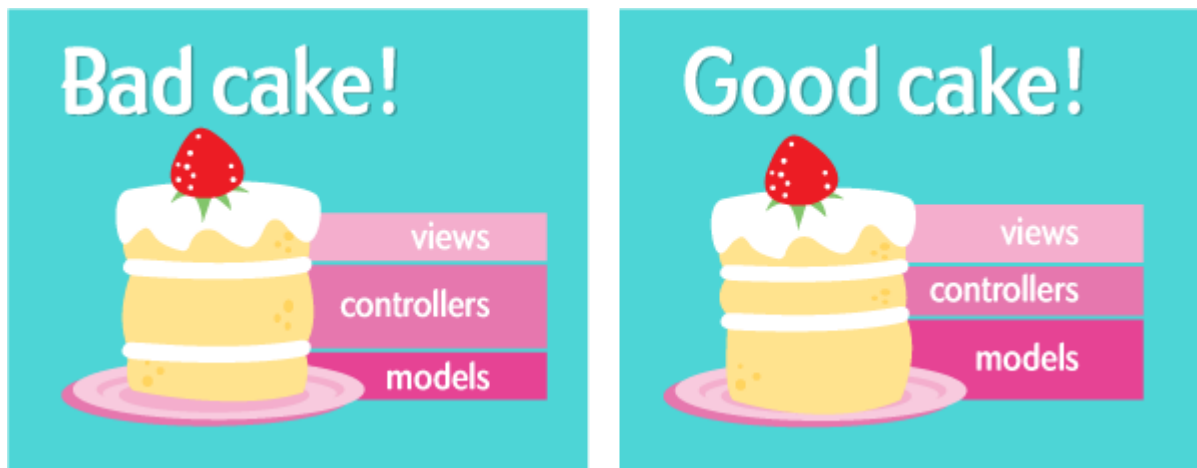 Bad cake!
views
controllers
models
Good cake!
views
controllers
models